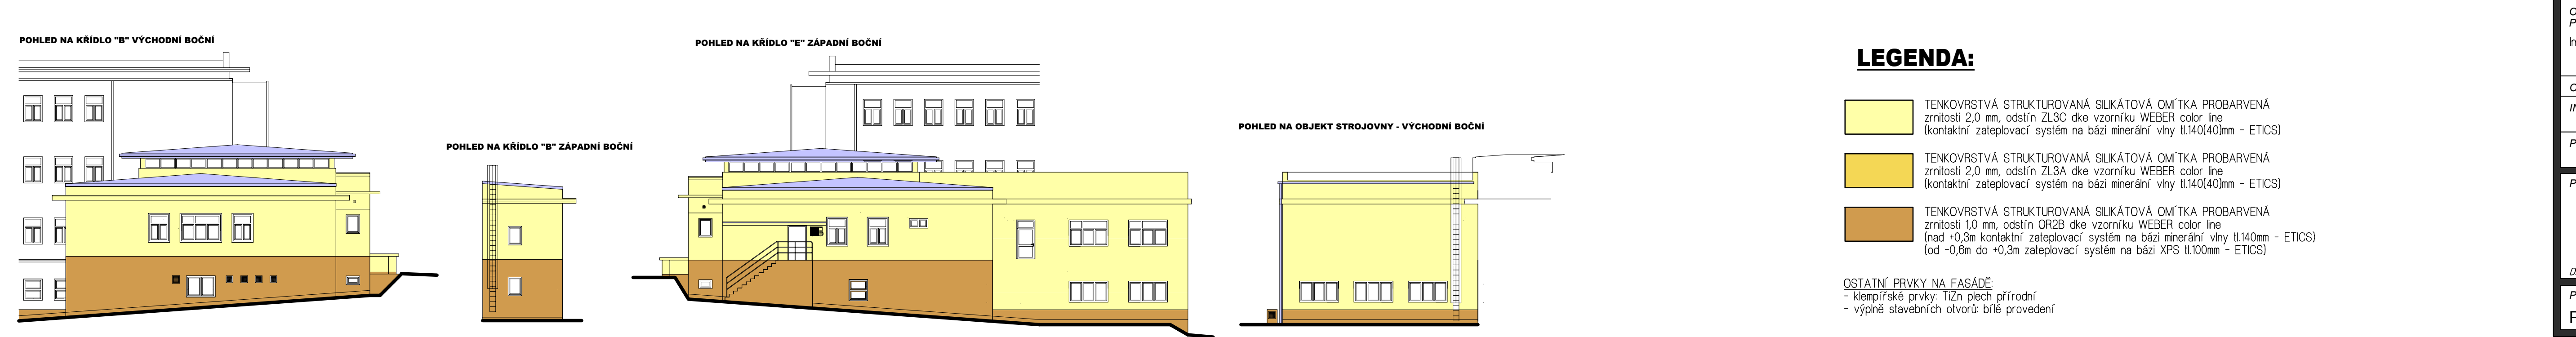 POHLED NA KŘÍDLO "B" VÝCHODNÍ BOČNÍ
POHLED NA KŘÍDLO "B" ZÁPADNÍ BOČNÍ
POHLED NA KŘÍDLO "E" ZÁPADNÍ BOČNÍ
POHLED NA OBJEKT STROJOVNY - VÝCHODNÍ BOČNÍ
LEGENDA:
TENKOVRSTVÁ STRUKTUROVANÁ SILIKÁTOVÁ OMÍTKA PROBARVENÁ
zrnitosti 2,0 mm, odstín ZL3C dke vzorníku WEBER color line
(kontaktní zateplovací systém na bázi minerální vlny tl.140(40)mm - ETICS)
TENKOVRSTVÁ STRUKTUROVANÁ SILIKÁTOVÁ OMÍTKA PROBARVENÁ
zrnitosti 2,0 mm, odstín ZL3A dke vzorníku WEBER color line
(kontaktní zateplovací systém na bázi minerální vlny tl.140(40)mm - ETICS)
TENKOVRSTVÁ STRUKTUROVANÁ SILIKÁTOVÁ OMÍTKA PROBARVENÁ
zrnitosti 1,0 mm, odstín OR2B dke vzorníku WEBER color line
(nad +0,3m kontaktní zateplovací systém na bázi minerální vlny tl.140mm - ETICS)
(od -0,6m do +0,3m zateplovací systém na bázi XPS tl.100mm - ETICS)
OSTATNÍ PRVKY NA FASÁDĚ:
- klempířské prvky: TiZn plech přírodní
- výplně stavebních otvorů: bílé provedení